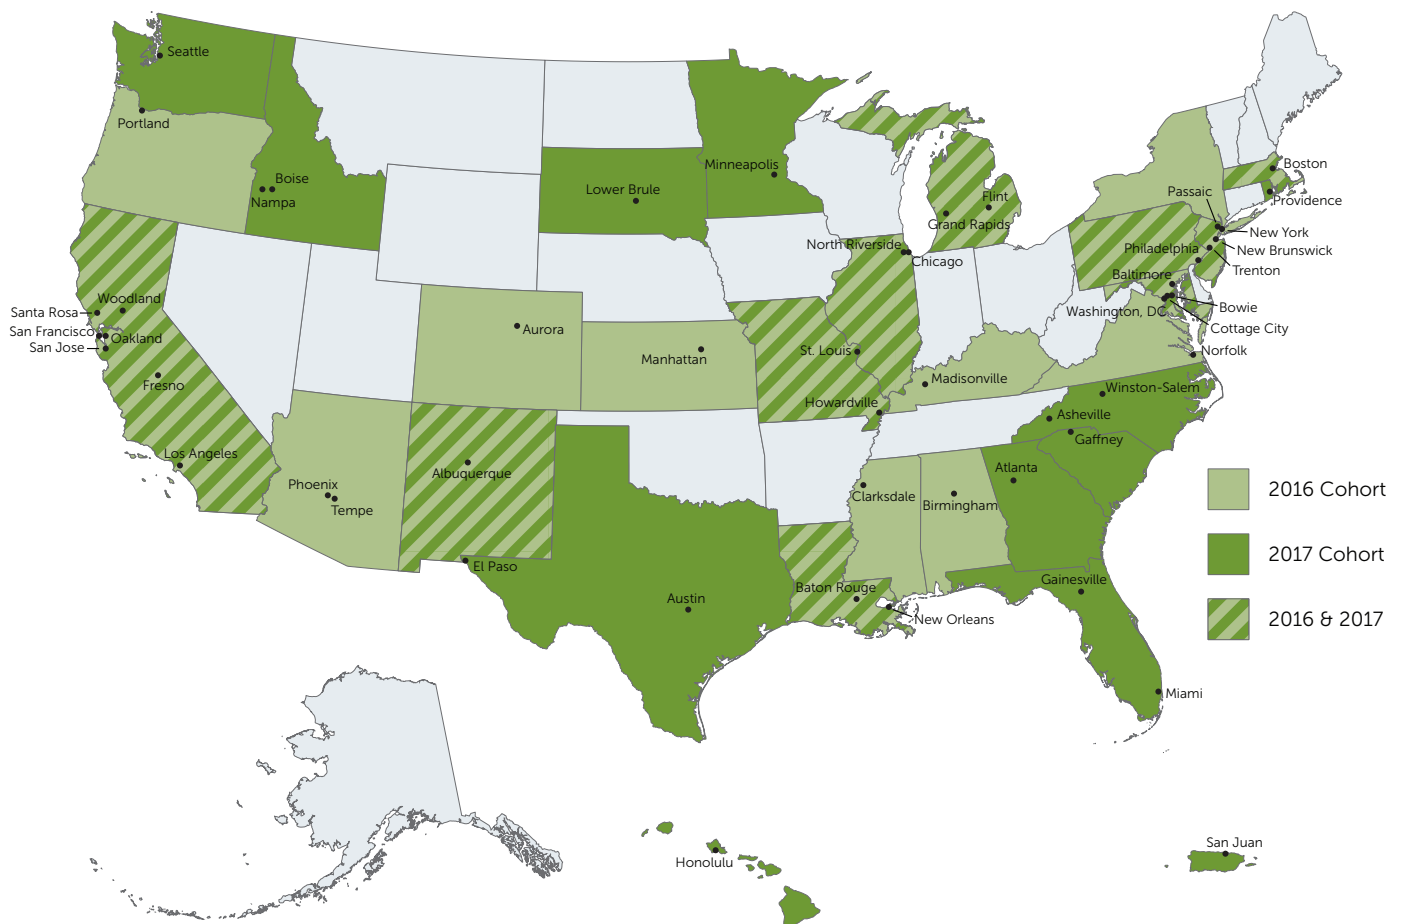 Seattle
Portland
Boise
Nampa
Lower Brule
Minneapolis
Flint
Grand Rapids
North Riverside
Chicago
Boston
Providence
Passaic
New York
New Brunswick
Trenton
Philadelphia
Baltimore
Bowie
Washington, DC
Cottage City
Norfolk
Woodland
Santa Rosa
San Francisco
Oakland
San Jose
Fresno
Los Angeles
Aurora
Manhattan
St. Louis
Madisonville
Howardville
Winston-Salem
Asheville
Gaffney
Atlanta
Phoenix
Tempe
Albuquerque
Clarksdale
Birmingham
El Paso
Austin
Baton Rouge
New Orleans
Gainesville
Miami
2016 Cohort
2017 Cohort
2016 & 2017
Honolulu
San Juan